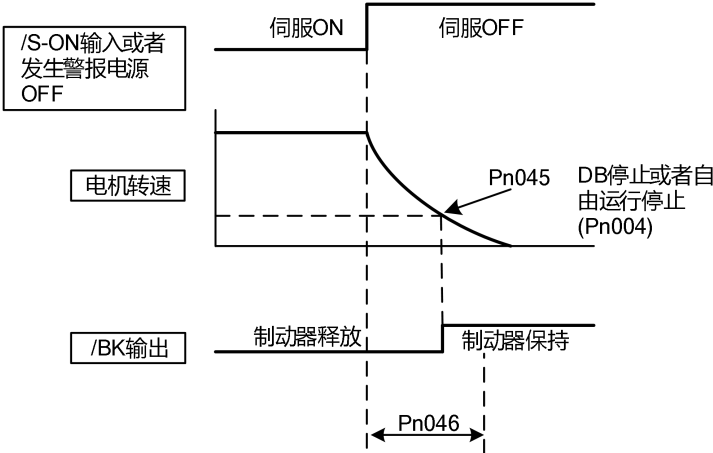 伺服ON
伺服OFF
/S-ON输入或者
发生警报电源
OFF
电机转速
Pn045
DB停止或者自
由运行停止
(Pn004)
/BK输出
制动器释放
制动器保持
Pn046